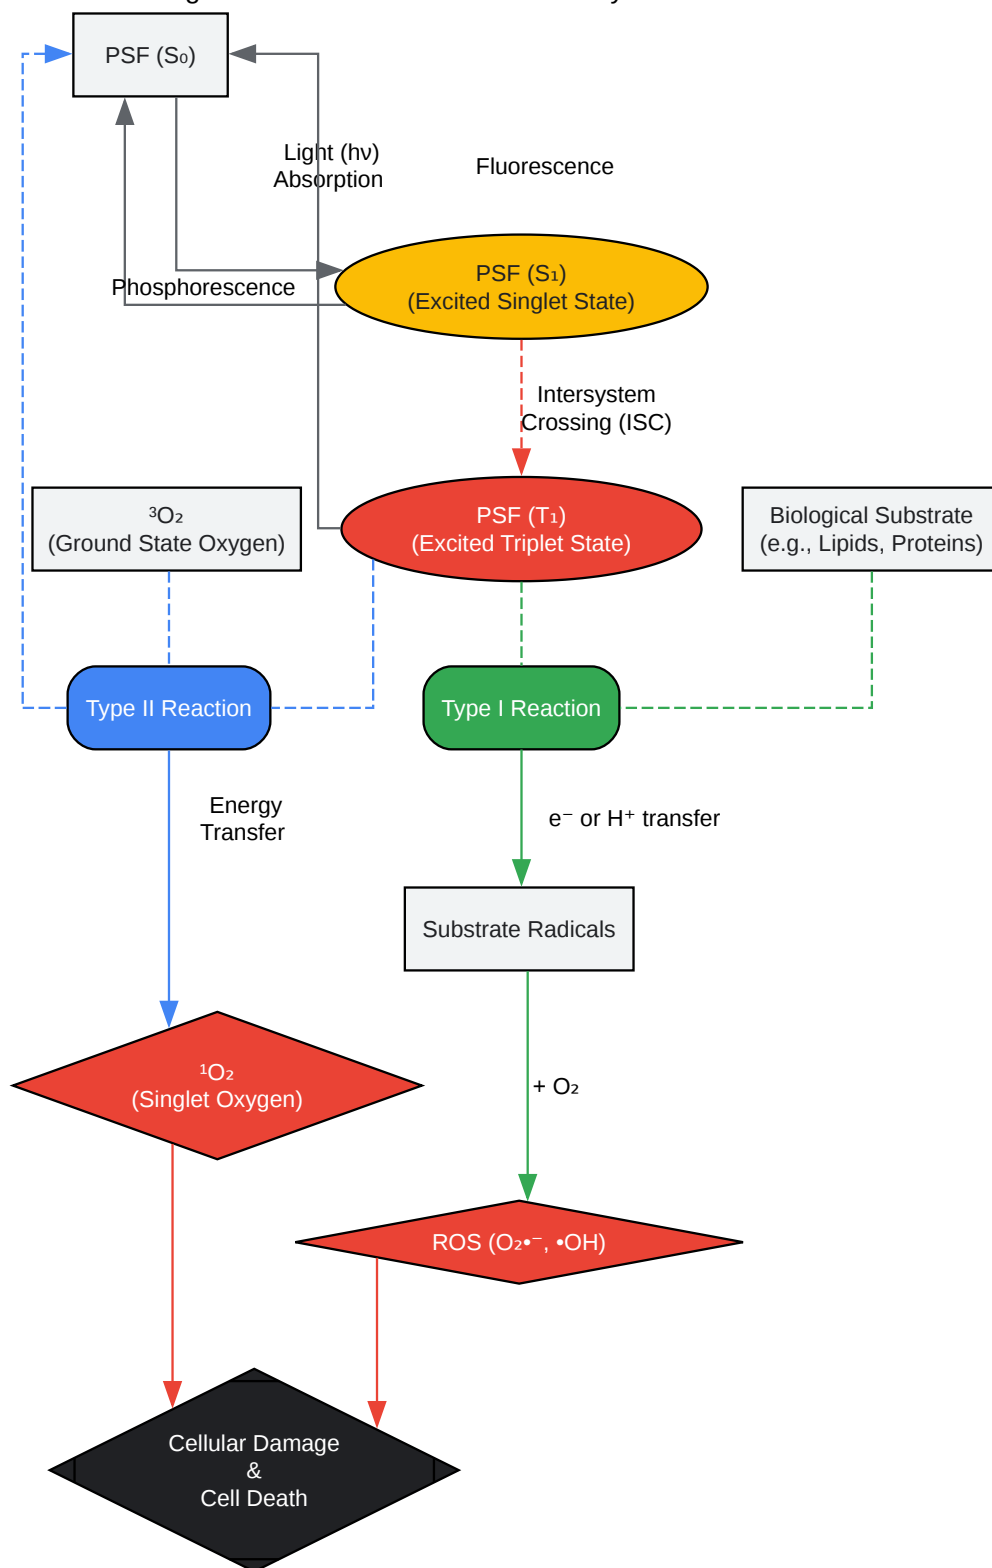 PSF (S₀)
Light (hν)
Absorption
Fluorescence
PSF (S₁)
(Excited Singlet State)
Phosphorescence
Intersystem
Crossing (ISC)
³O₂
(Ground State Oxygen)
PSF (T₁)
(Excited Triplet State)
Biological Substrate
(e.g., Lipids, Proteins)
Type II Reaction
Type I Reaction
Energy
Transfer
e⁻ or H⁺ transfer
Substrate Radicals
¹O₂
(Singlet Oxygen)
+ O₂
ROS (O₂•⁻, •OH)
Cellular Damage
&
Cell Death